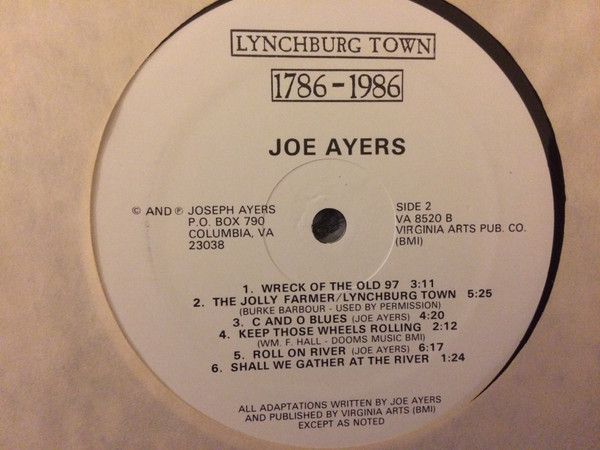 LYNCHBURG TOWN
1786-1986
JOE AYERS
© AND ℗ JOSEPH AYERS
P.O. BOX 790
COLUMBIA, VA
23038
SIDE 2
VA 8520 B
VIRGINIA ARTS PUB. CO.
(BMI)
1. WRECK OF THE OLD 97 3:11
2. THE JOLLY FARMER/LYNCHBURG TOWN 5:25
(BURKE BARBOUR - USED BY PERMISSION)
3. C AND O BLUES (JOE AYERS) 4:20
4. KEEP THOSE WHEELS ROLLING 2:12
(WM. F. HALL - DOOMS MUSIC BMI)
5. ROLL ON RIVER (JOE AYERS) 6:17
6. SHALL WE GATHER AT THE RIVER 1:24
ALL ADAPTATIONS WRITTEN BY JOE AYERS
AND PUBLISHED BY VIRGINIA ARTS (BMI)
EXCEPT AS NOTED